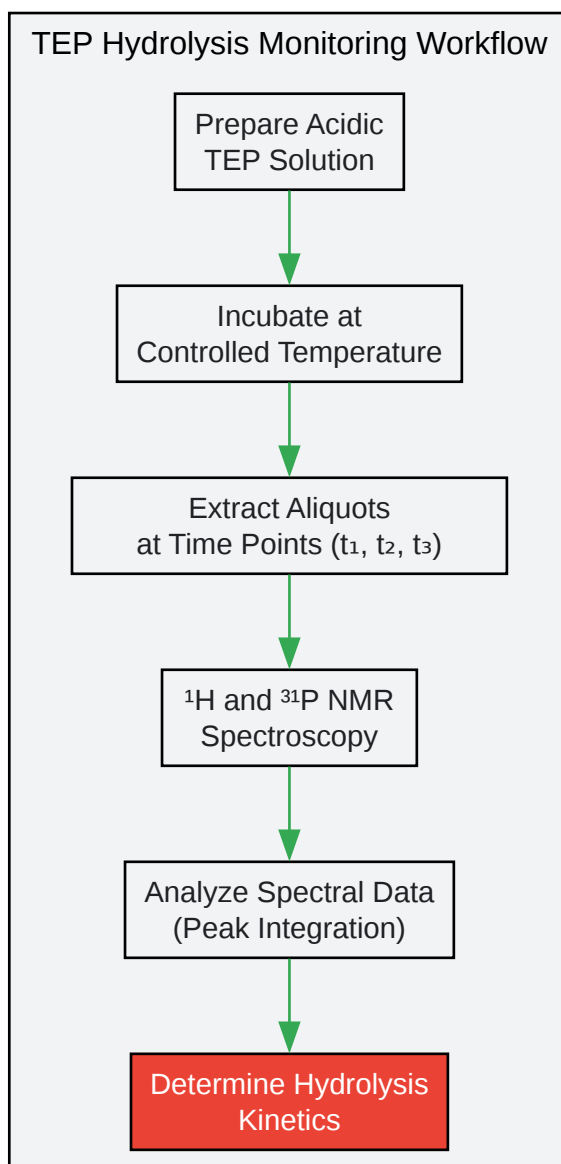 TEP Hydrolysis Monitoring Workflow
Prepare Acidic
TEP Solution
Incubate at
Controlled Temperature
Extract Aliquots
at Time Points (t₁, t₂, t₃)
¹H and ³¹P NMR
Spectroscopy
Analyze Spectral Data
(Peak Integration)
Determine Hydrolysis
Kinetics